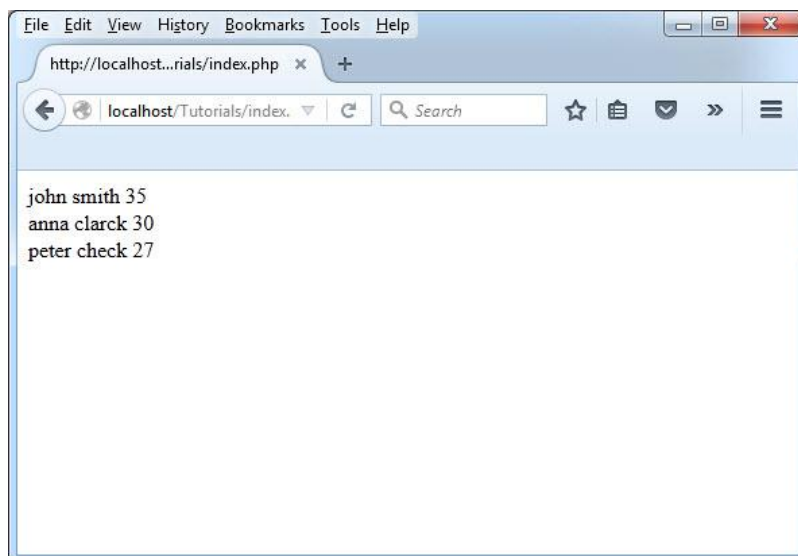 File Edit View History Bookmarks Tools Help
http://localhost...rials/index.php
localhost/Tutorials/index.
Search
john smith 35
anna clarck 30
peter check 27